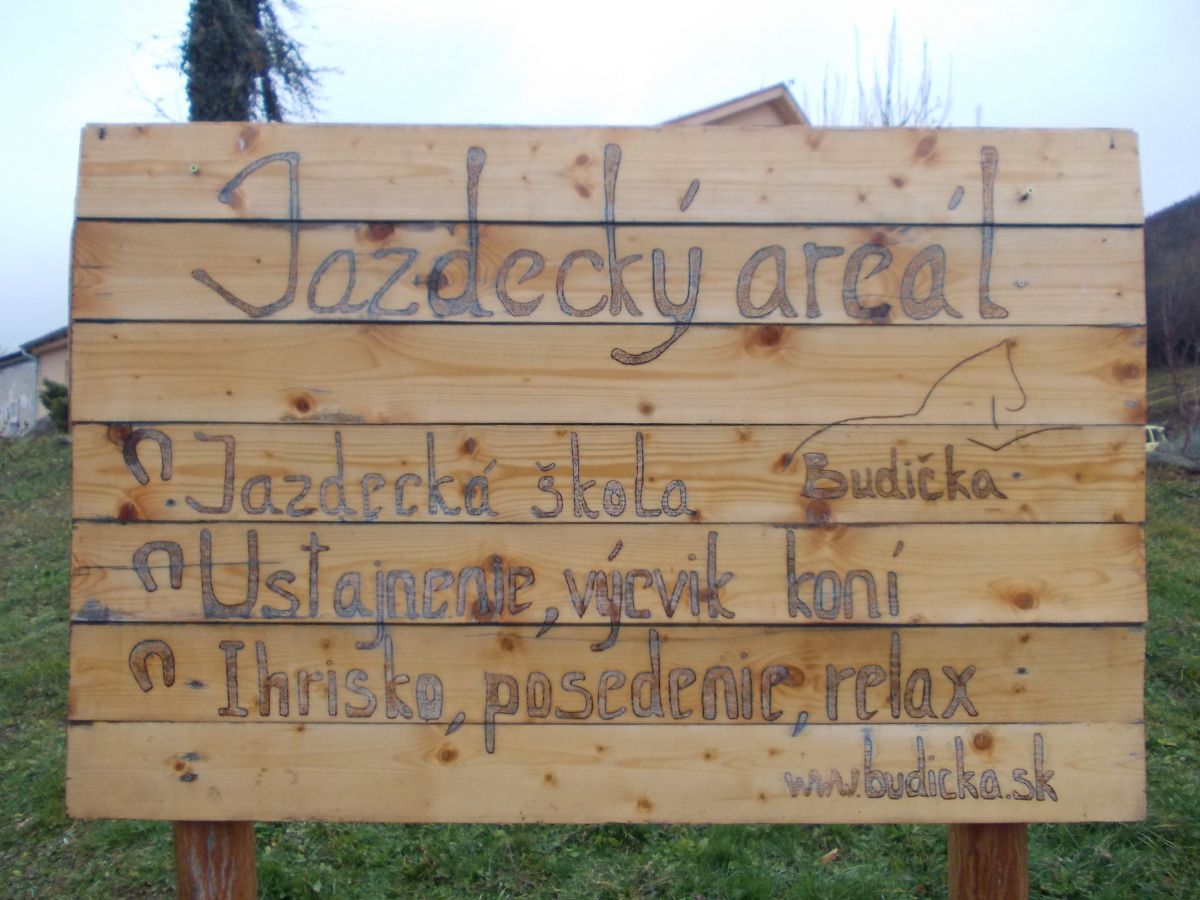 Jazdecký areál
Jazdecká škola
Budička
Ustajnenie, výcvik koní
Ihrisko, posedenie, relax
www.budicka.sk